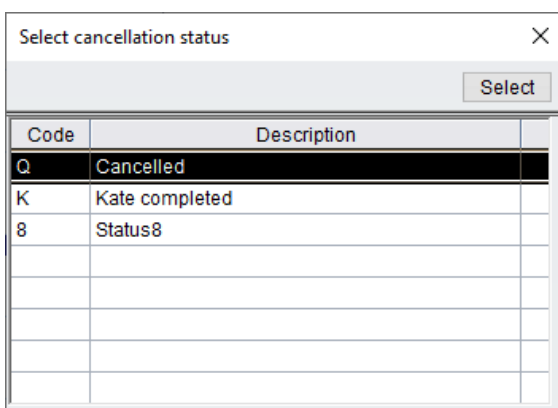 Select cancellation status
Select
Code Description
Q Cancelled
K Kate completed
8 Status8